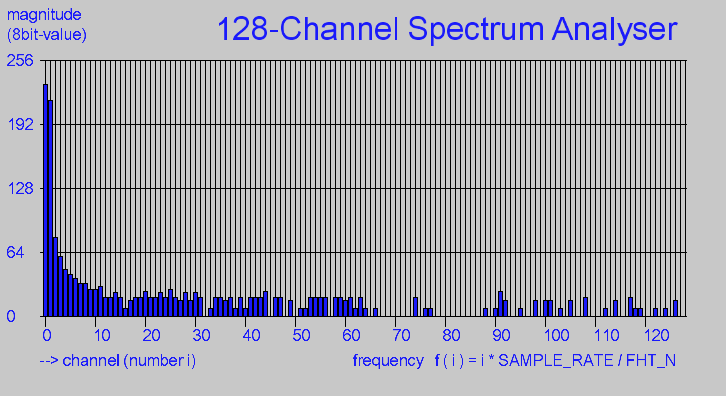 magnitude
(8bit-value)
128-Channel Spectrum Analyser
256
192
128
64
0
0 10 20 30 40 50 60 70 80 90 100 110 120
--> channel (number i)
frequency f ( i ) = i * SAMPLE_RATE / FHT_N